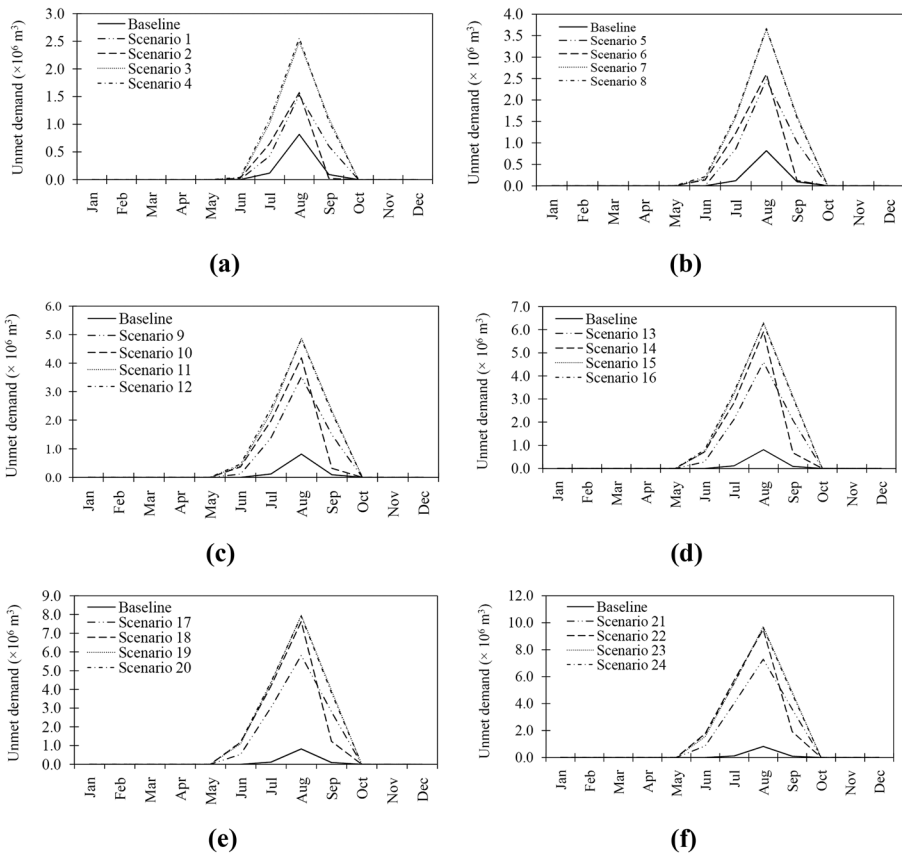 Unmet demand (× 10⁶ m³)
3.0
2.5
2.0
1.5
1.0
0.5
0.0
Baseline
Scenario 1
Scenario 2
Scenario 3
Scenario 4
Jan Feb Mar Apr May Jun Jul Aug Sep Oct Nov Dec
(a)
Unmet demand (× 10⁶ m³)
4.0
3.5
3.0
2.5
2.0
1.5
1.0
0.5
0.0
Baseline
Scenario 5
Scenario 6
Scenario 7
Scenario 8
Jan Feb Mar Apr May Jun Jul Aug Sep Oct Nov Dec
(b)
Unmet demand (× 10⁶ m³)
6.0
5.0
4.0
3.0
2.0
1.0
0.0
Baseline
Scenario 9
Scenario 10
Scenario 11
Scenario 12
Jan Feb Mar Apr May Jun Jul Aug Sep Oct Nov Dec
(c)
Unmet demand (× 10⁶ m³)
7.0
6.0
5.0
4.0
3.0
2.0
1.0
0.0
Baseline
Scenario 13
Scenario 14
Scenario 15
Scenario 16
Jan Feb Mar Apr May Jun Jul Aug Sep Oct Nov Dec
(d)
Unmet demand (×10⁶ m³)
9.0
8.0
7.0
6.0
5.0
4.0
3.0
2.0
1.0
0.0
Baseline
Scenario 17
Scenario 18
Scenario 19
Scenario 20
Jan Feb Mar Apr May Jun Jul Aug Sep Oct Nov Dec
(e)
Unmet demand (× 10⁶ m³)
12.0
10.0
8.0
6.0
4.0
2.0
0.0
Baseline
Scenario 21
Scenario 22
Scenario 23
Scenario 24
Jan Feb Mar Apr May Jun Jul Aug Sep Oct Nov Dec
(f)